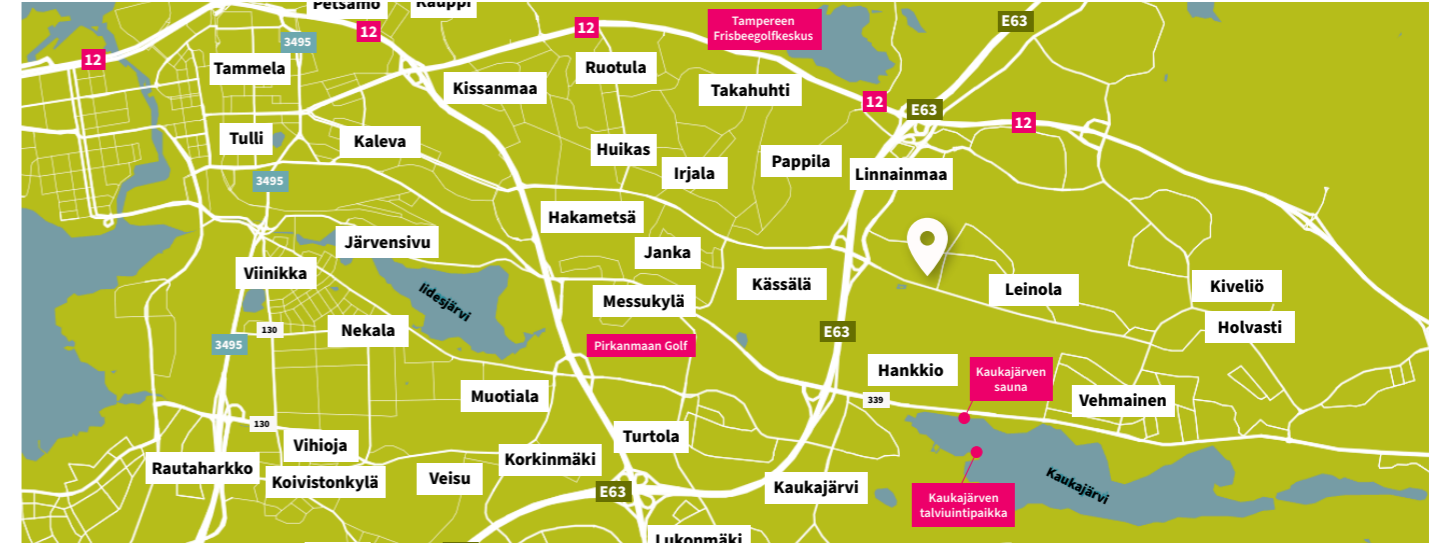 Petsamo
Kauppi
Tampereen
Frisbeegolfkeskus
E63
12
12
3495
12
Tammela
Ruotula
Kissanmaa
Takahuhti
12
E63
12
Tulli
Kaleva
Huikas
Irjala
Pappila
Linnainmaa
3495
Hakametsä
Järvensivu
Janka
Viinikka
Iidesjärvi
Messukylä
Kässälä
Leinola
Kiveliö
Holvasti
130
Nekala
3495
Pirkanmaan Golf
E63
Hankkio
Kaukajärven
sauna
Muotiala
339
Vehmainen
130
Vihioja
Turtola
Rautaharkko
Koivistonkylä
Veisu
Korkinmäki
E63
Kaukajärvi
Kaukajärven
talviuintipaikka
Kaukajärvi
Lukonmäki